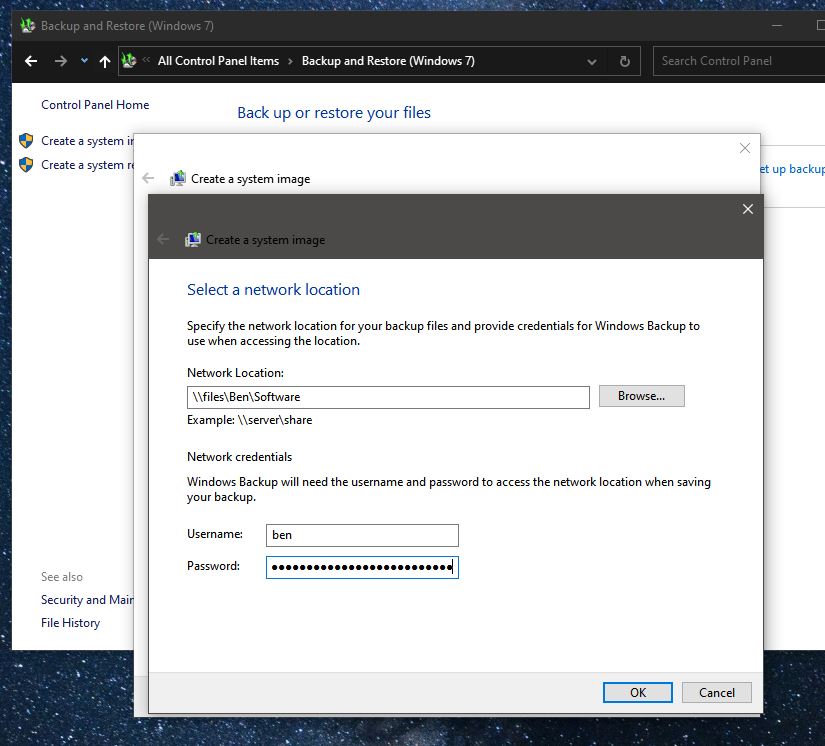 Backup and Restore (Windows 7)
All Control Panel Items > Backup and Restore (Windows 7)
Search Control Panel
Control Panel Home
Back up or restore your files
Create a system
Create a system
et up backup
Create a system image
Create a system image
Select a network location
Specify the network location for your backup files and provide credentials for Windows Backup to
use when accessing the location.
Network Location:
\\files\Ben\Software
Browse...
Example: \\server\share
Network credentials
Windows Backup will need the username and password to access the network location when saving
your backup.
Username:
ben
Password:
See also
Security and Main
File History
OK
Cancel